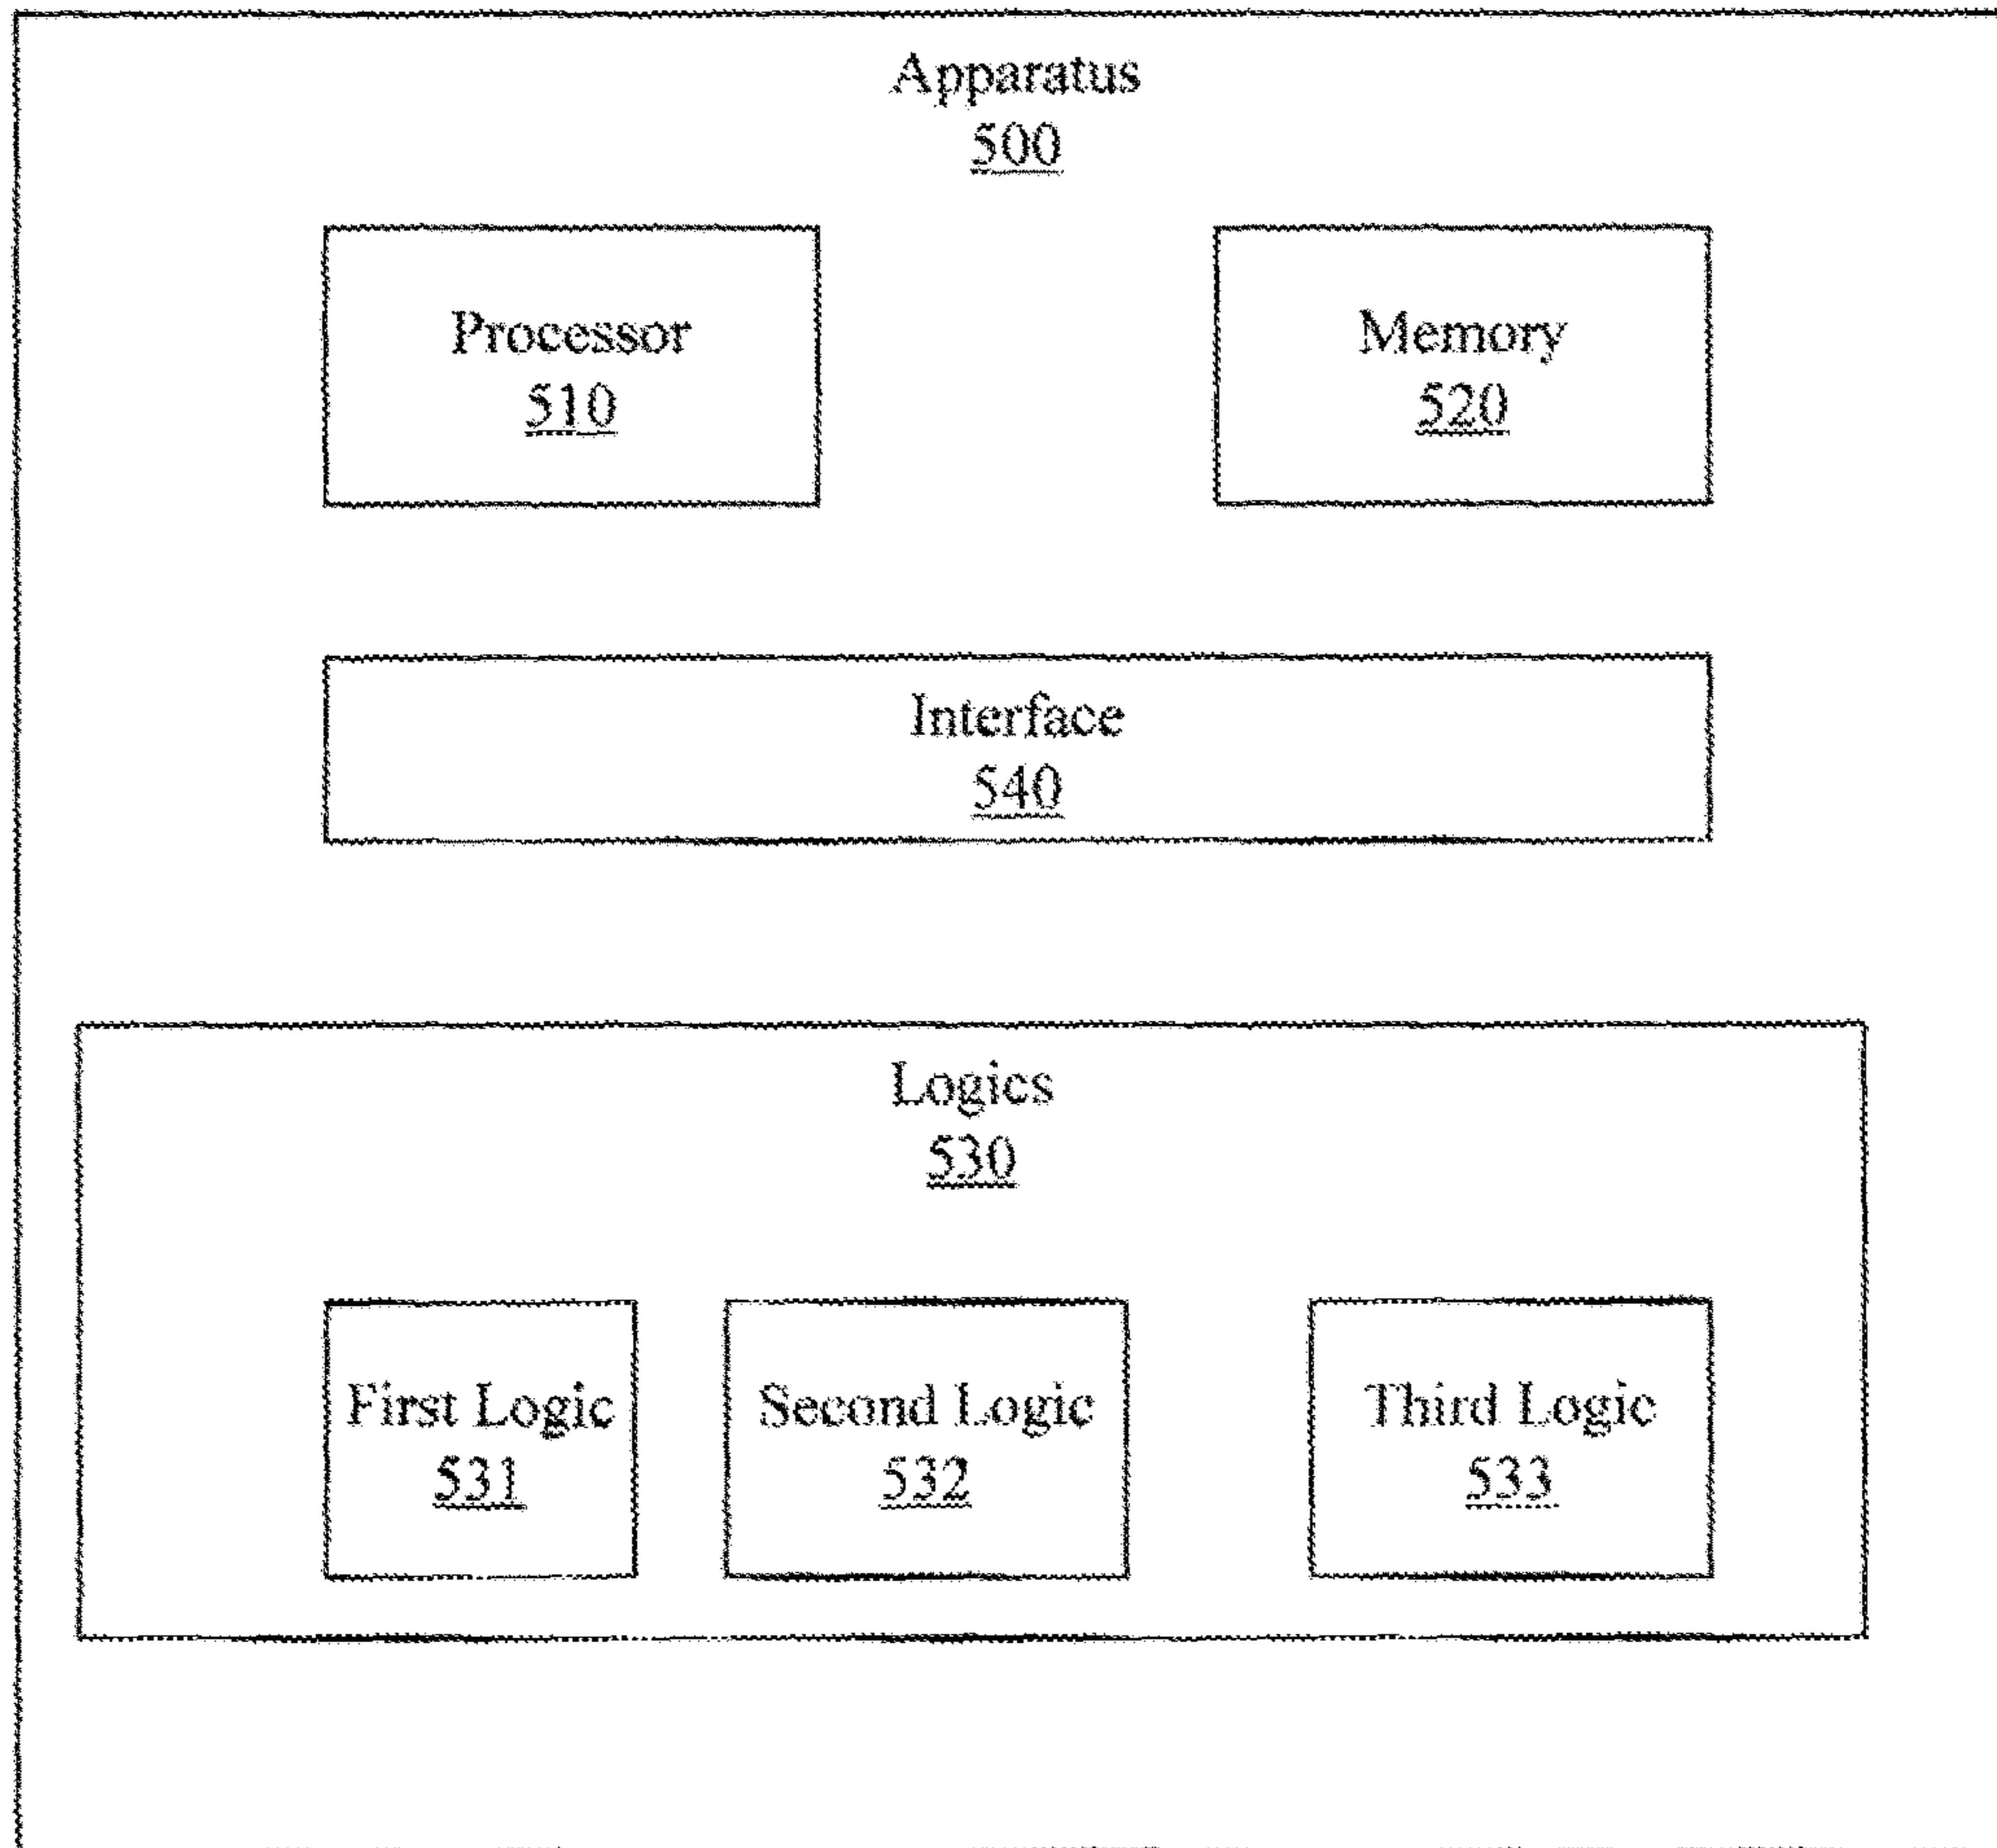 Apparatus
500
Processor
510
Memory
520
Interface
540
Logics
530
First Logic
531
Second Logic
532
Third Logic
533